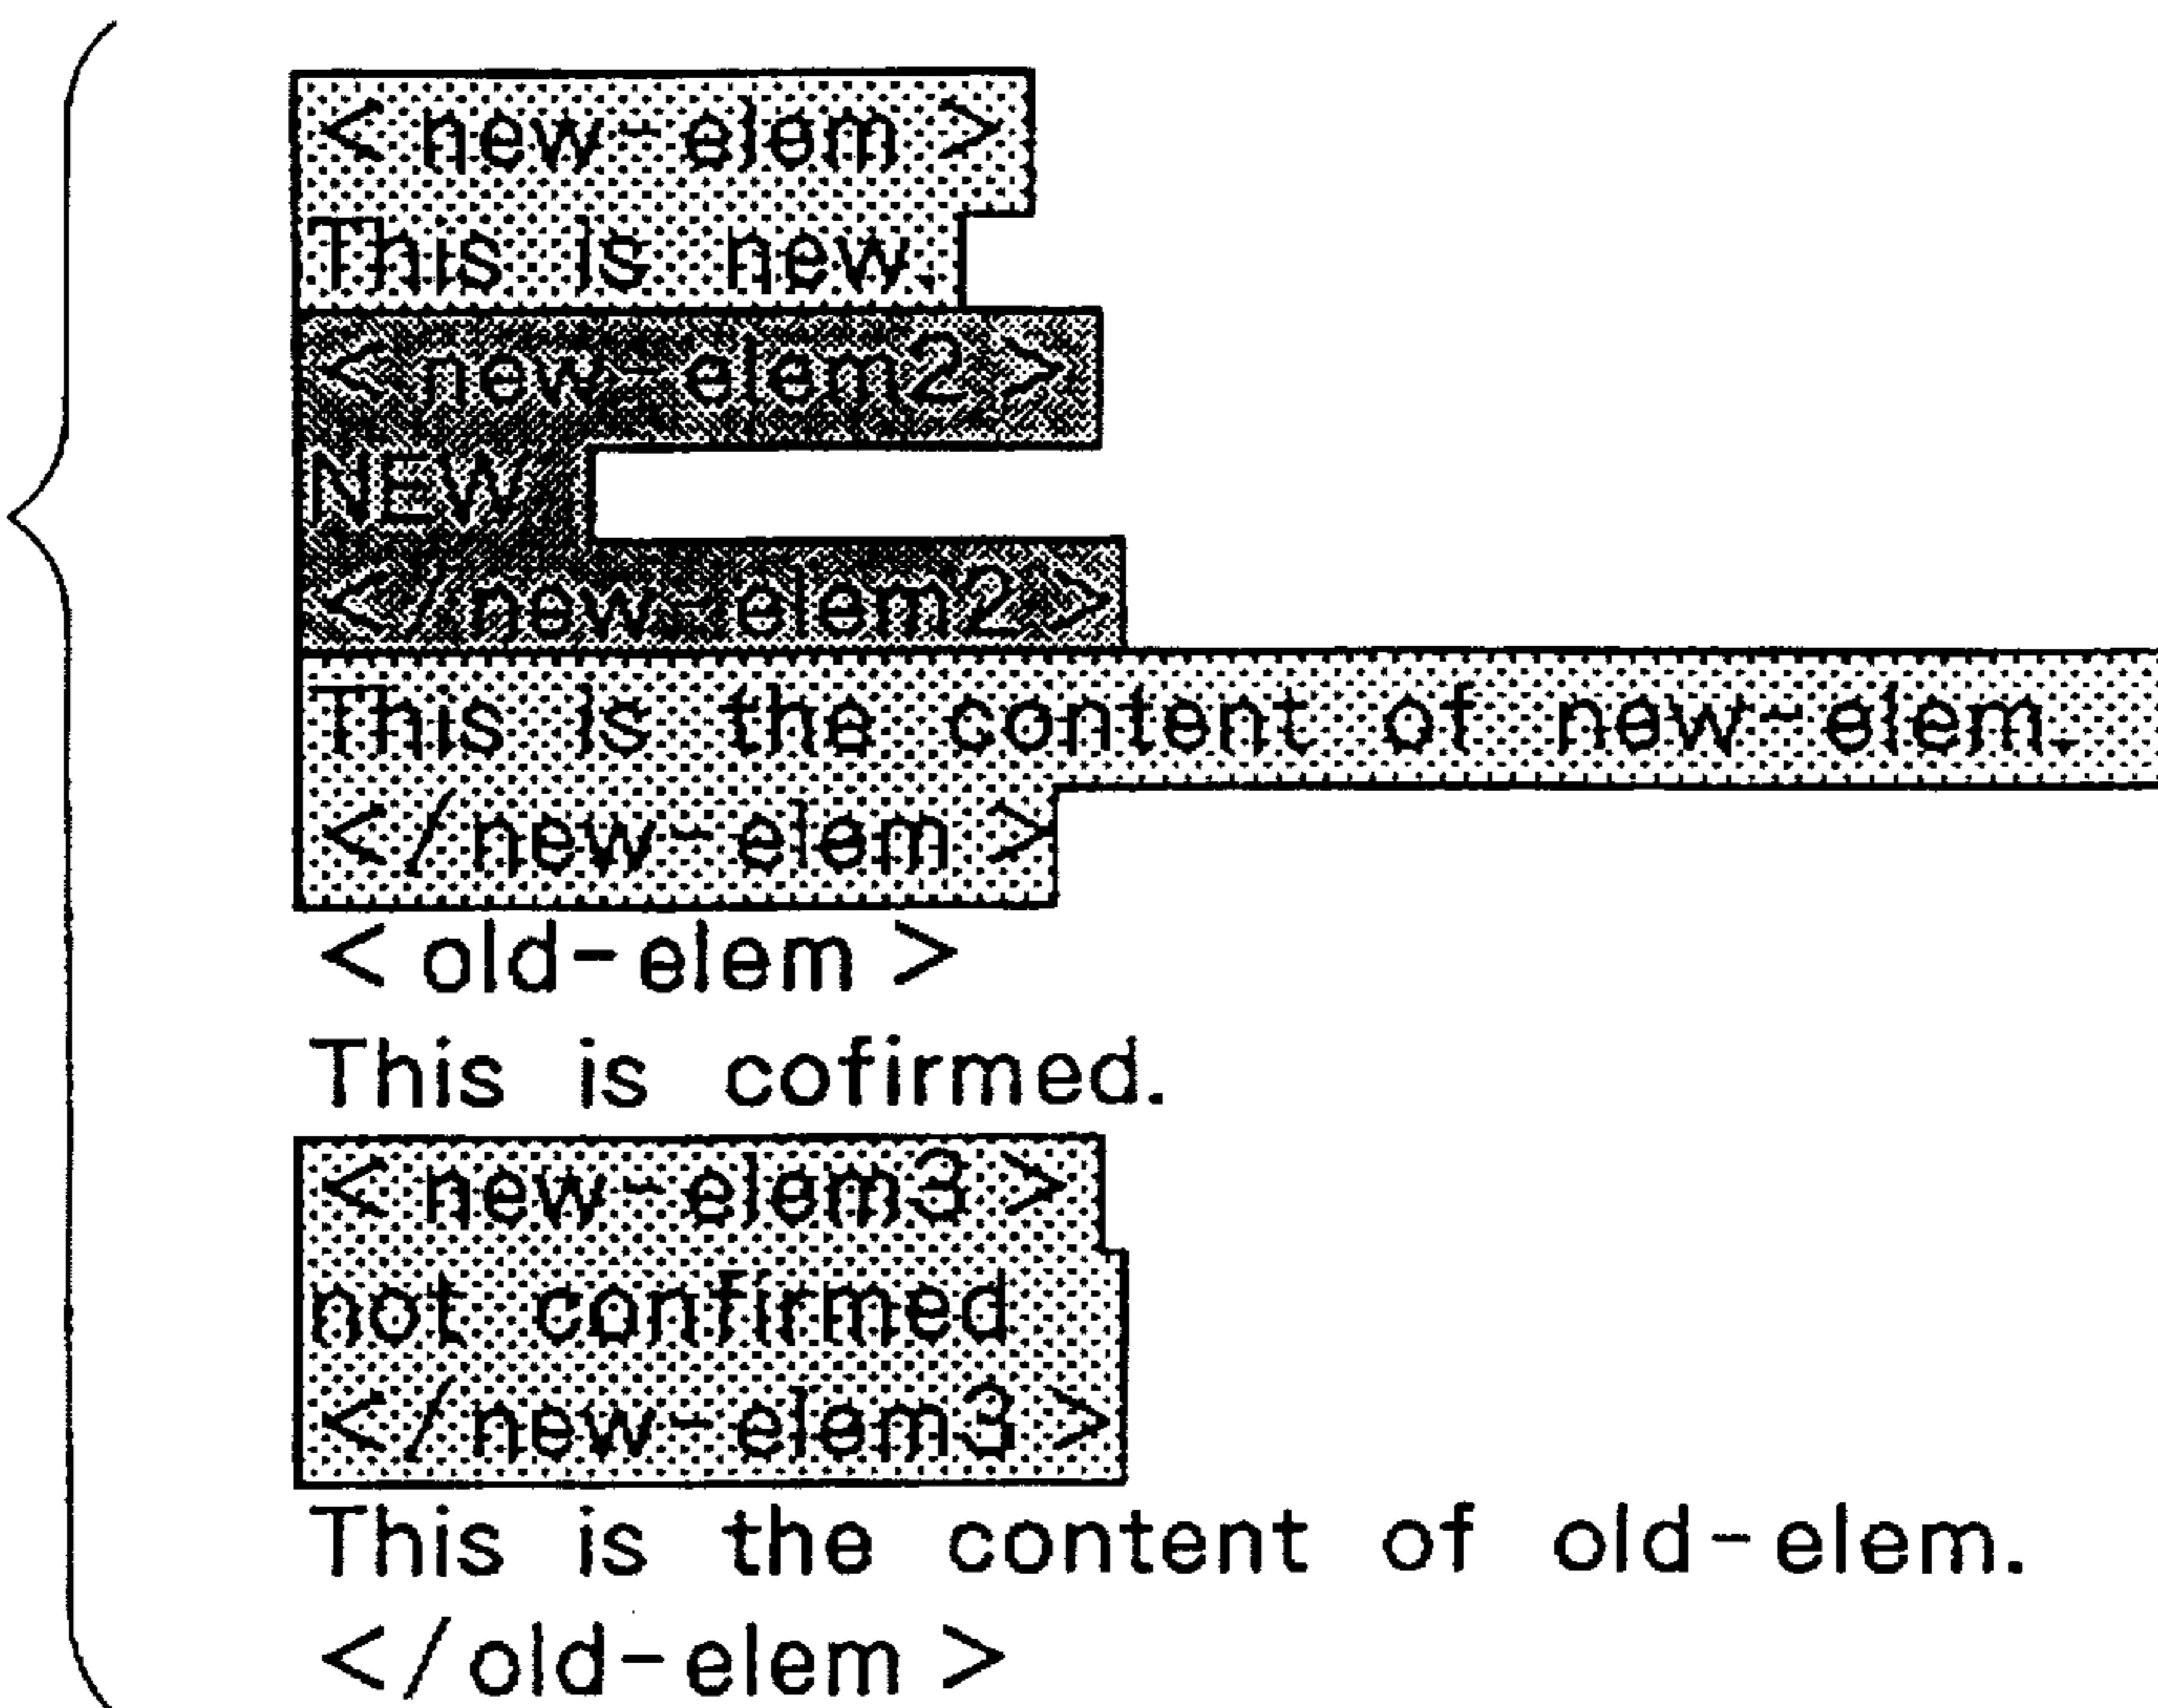 < new-elem >
This is new.
< new-elem2 >
NEW
</new-elem2 >
This is the content of new-elem.
</new-elem >
< old-elem >
This is cofirmed.
< new-elem3 >
not confirmed
</new-elem3 >
This is the content of old-elem.
</old-elem >